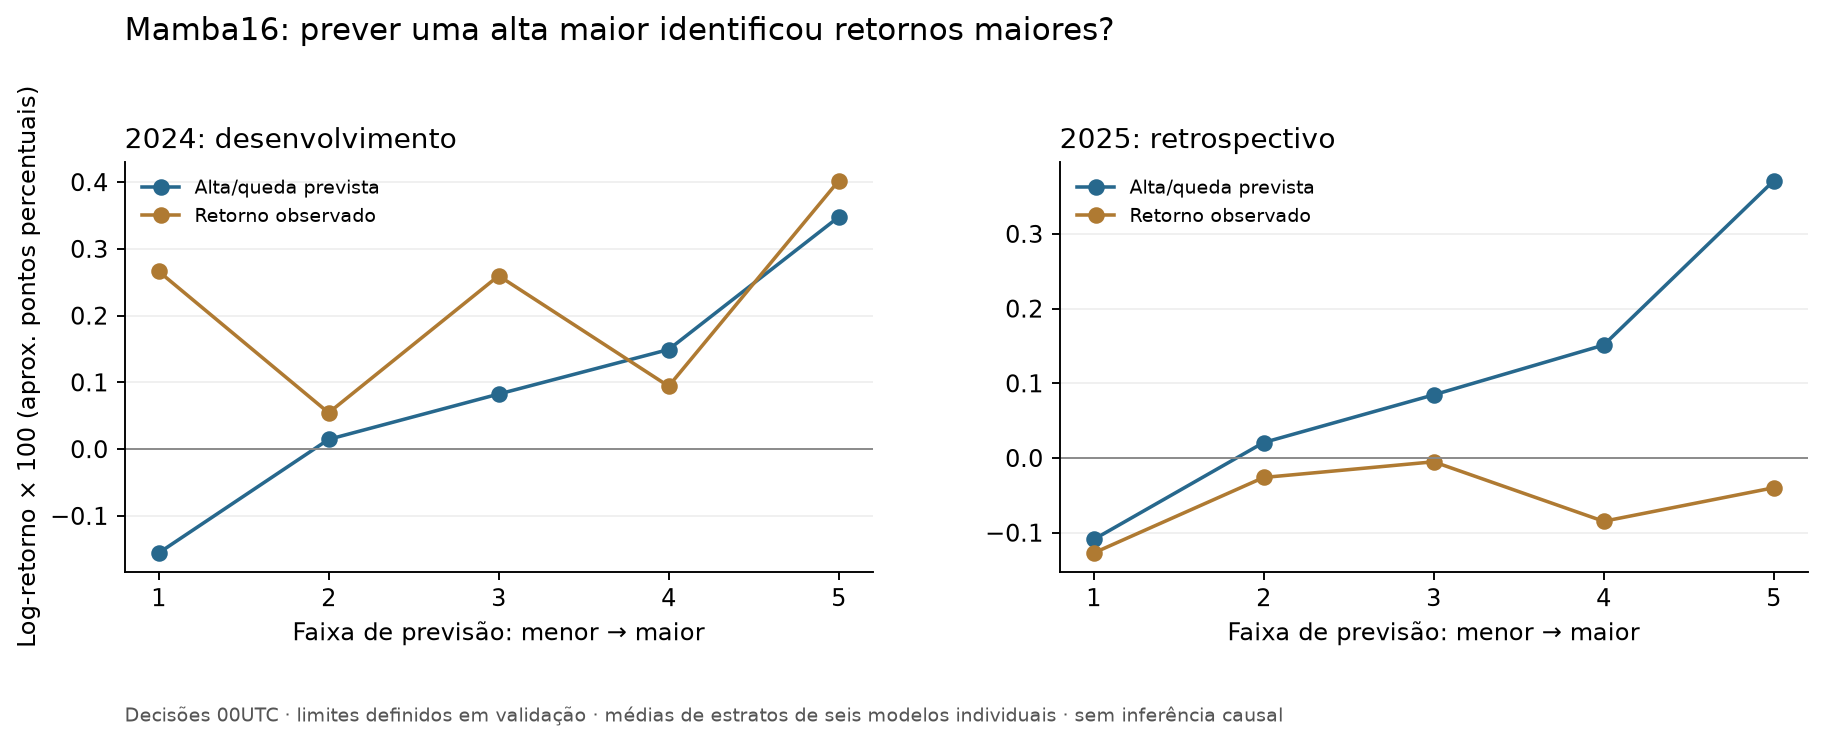 Mamba16: prever uma alta maior identificou retornos maiores?
Log-retorno × 100 (aprox. pontos percentuais)
2024: desenvolvimento
Alta/queda prevista
Retorno observado
0.4
0.3
0.2
0.1
0.0
−0.1
1 2 3 4 5
Faixa de previsão: menor → maior
2025: retrospectivo
Alta/queda prevista
Retorno observado
0.3
0.2
0.1
0.0
−0.1
1 2 3 4 5
Faixa de previsão: menor → maior
Decisões 00UTC · limites definidos em validação · médias de estratos de seis modelos individuais · sem inferência causal